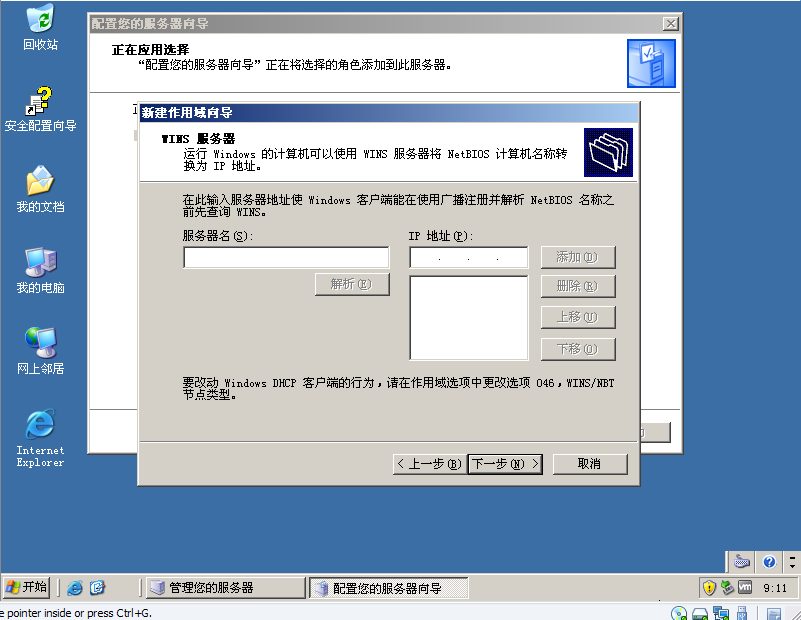 回收站
安全配置向导
我的文档
我的电脑
网上邻居
Internet
Explorer
配置您的服务器向导
正在应用选择
“配置您的服务器向导”正在将选择的角色添加到此服务器。
新建作用域向导
WINS 服务器
运行 Windows 的计算机可以使用 WINS 服务器将 NetBIOS 计算机名称转
换为 IP 地址。
在此输入服务器地址使 Windows 客户端能在使用广播注册并解析 NetBIOS 名称之
前先查询 WINS。
服务器名(S):
IP 地址(P):
添加(D)
解析(E)
删除(R)
上移(U)
下移(O)
要改动 Windows DHCP 客户端的行为，请在作用域选项中更改选项 046，WINS/NBT
节点类型。
< 上一步(B)
下一步(N) >
取消
开始
管理您的服务器
配置您的服务器向导
9:11
e pointer inside or press Ctrl+G.